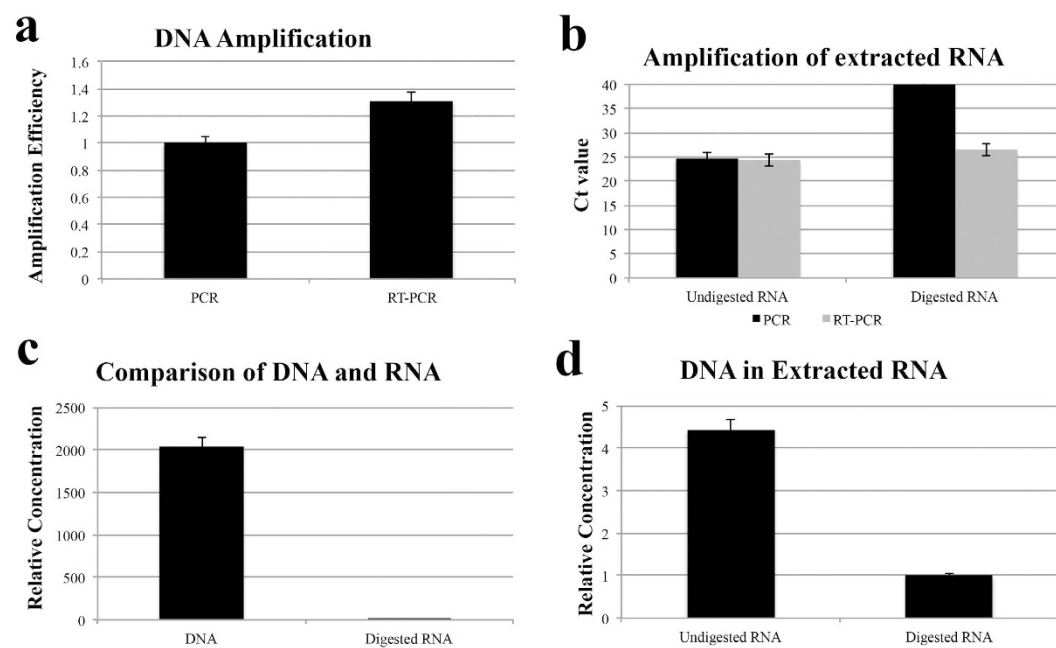 a
DNA Amplification
Amplification Efficiency
1.6
1.4
1.2
1
0.8
0.6
0.4
0.2
0
PCR RT-PCR
b
Amplification of extracted RNA
Ct value
40
35
30
25
20
15
10
5
0
Undigested RNA Digested RNA
PCR RT-PCR
c
Comparison of DNA and RNA
Relative Concentration
2500
2000
1500
1000
500
0
DNA Digested RNA
d
DNA in Extracted RNA
Relative Concentration
5
4
3
2
1
0
Undigested RNA Digested RNA